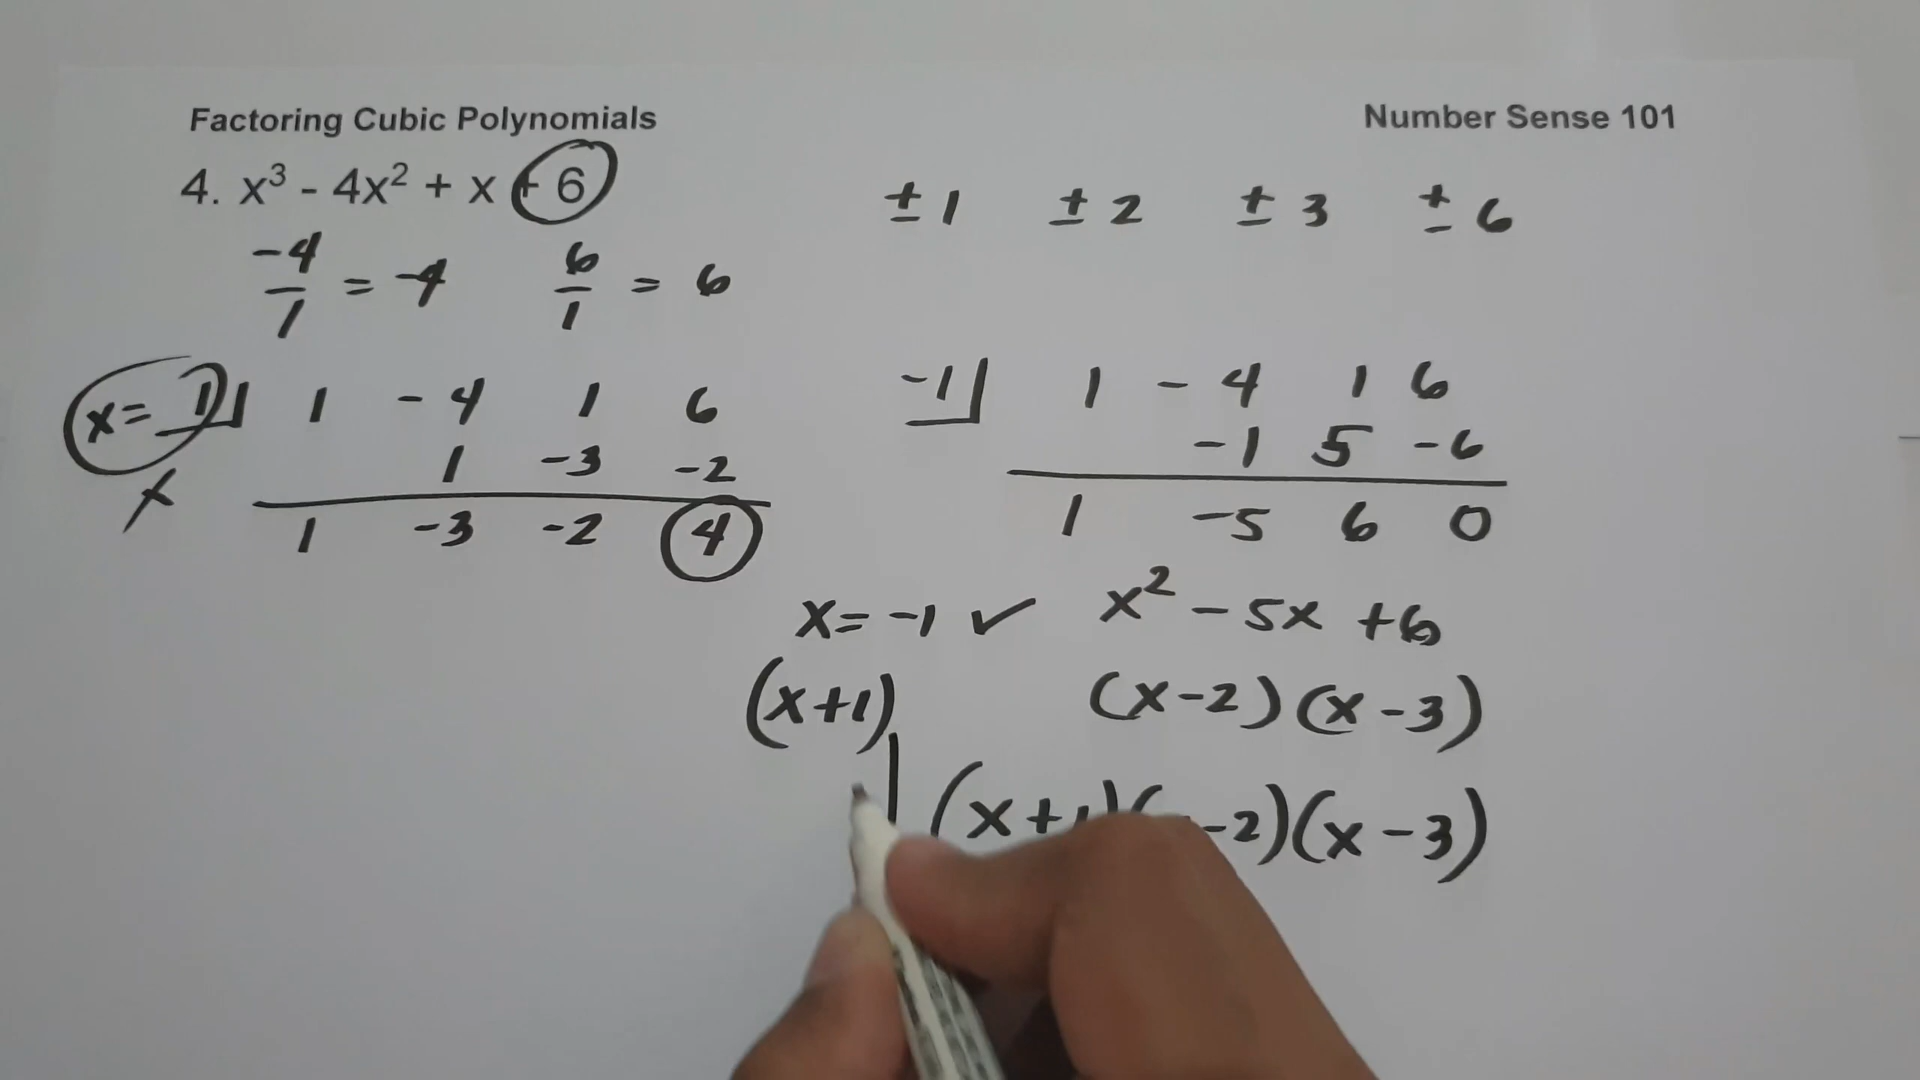 Factoring Cubic Polynomials
Number Sense 101
4. x³ - 4x² + x + 6
± 1 ± 2 ± 3 ± 6
-4/1 = -4 6/1 = 6
x = 1 1 -4 1 6
1 -3 -2
1 -3 -2 4
x
-1 1 -4 1 6
-1 5 -6
1 -5 6 0
x = -1 ✓ x² - 5x + 6
(x+1) (x-2)(x-3)
(x+ -2)(x-3)